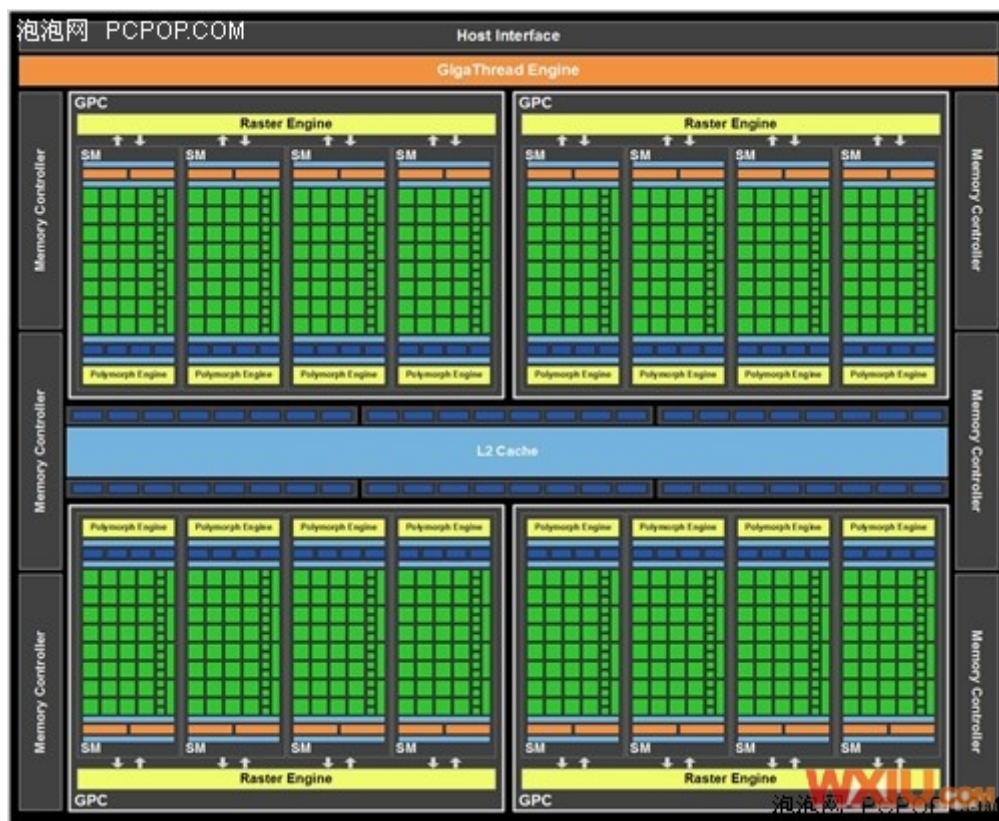 泡泡网 PCPOP.COM
Host Interface
GigaThread Engine
GPC
GPC
Raster Engine
Raster Engine
SM SM SM SM
SM SM SM SM
Memory Controller
Memory Controller
Polymorph Engine Polymorph Engine Polymorph Engine Polymorph Engine
Polymorph Engine Polymorph Engine Polymorph Engine Polymorph Engine
L2 Cache
Memory Controller
Memory Controller
Polymorph Engine Polymorph Engine Polymorph Engine Polymorph Engine
Polymorph Engine Polymorph Engine Polymorph Engine Polymorph Engine
Memory Controller
Memory Controller
SM SM SM SM
SM SM SM SM
Raster Engine
Raster Engine
GPC
GPC
WXIU.COM
泡泡网